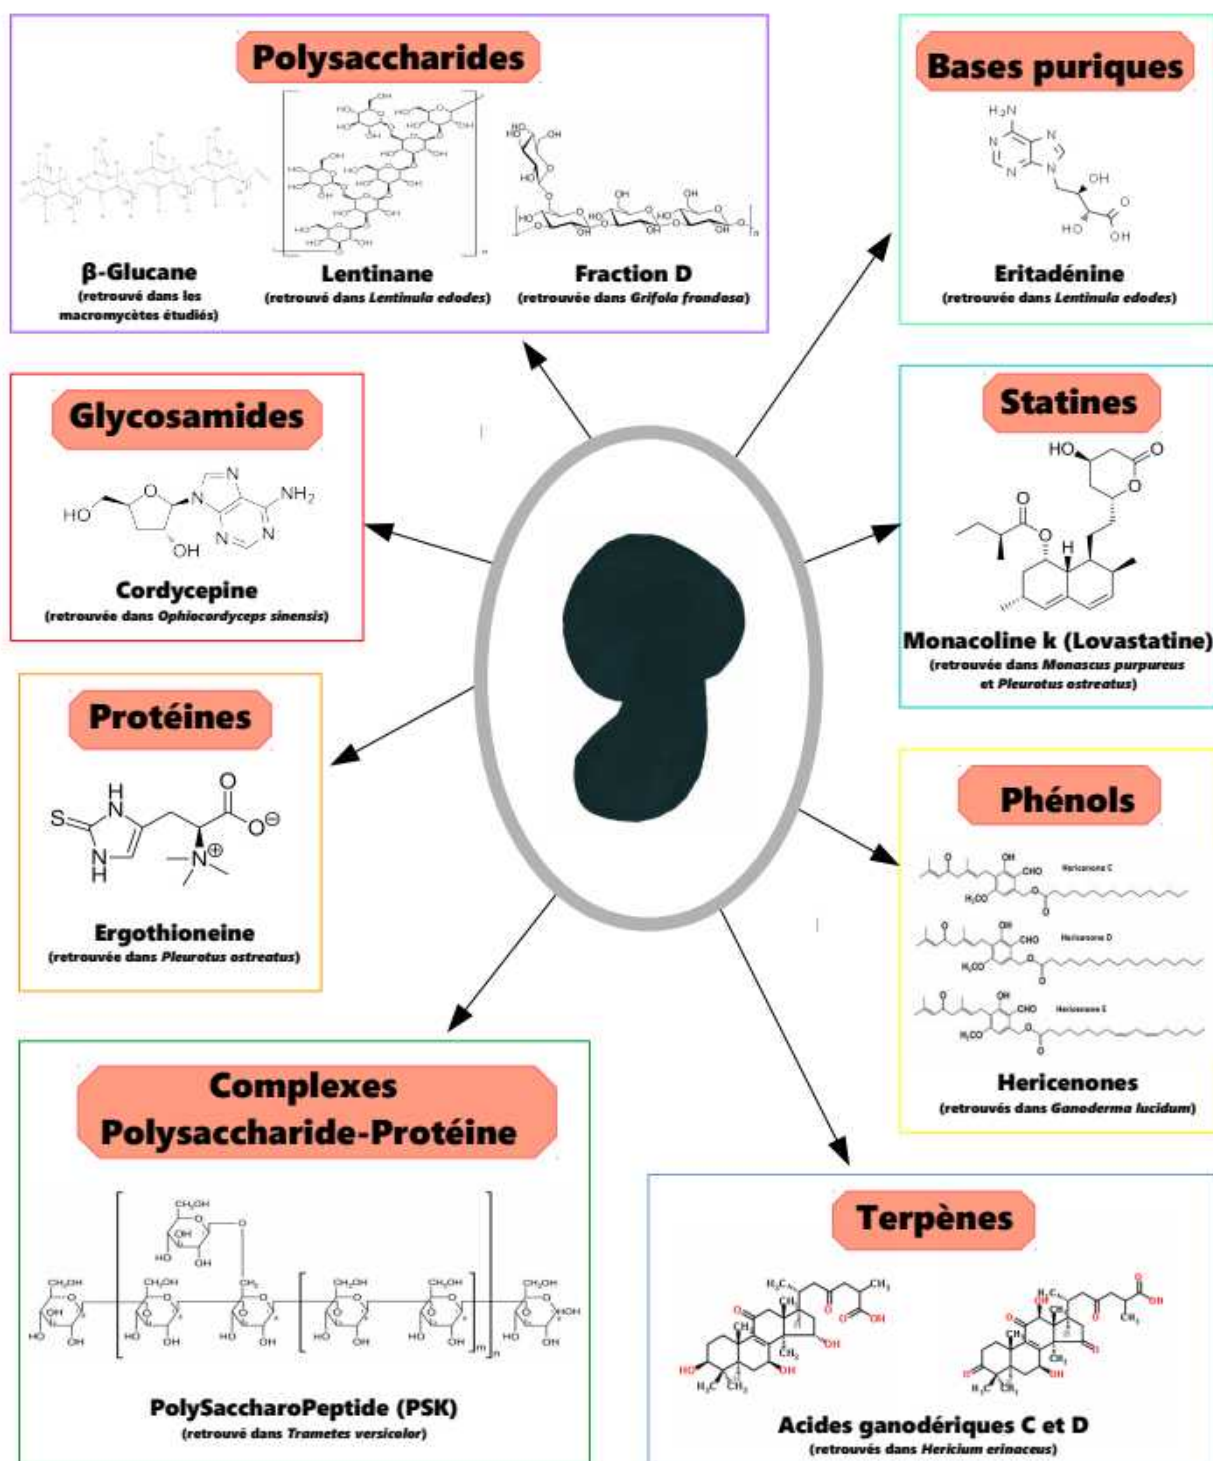 Polysaccharides
β-Glucane
(retrouvé dans les
macromycètes étudiés)
Lentinane
(retrouvé dans Lentinula edodes)
Fraction D
(retrouvée dans Grifola frondosa)
Bases puriques
Eritadénine
(retrouvée dans Lentinula edodes)
Glycosamides
Cordycepine
(retrouvée dans Ophiocordyceps sinensis)
Statines
Monacoline k (Lovastatine)
(retrouvée dans Monascus purpureus
et Pleurotus ostreatus)
Protéines
Ergothioneine
(retrouvée dans Pleurotus ostreatus)
Phénols
Hericenone C
Hericenone D
Hericenone E
Hericenones
(retrouvés dans Ganoderma lucidum)
Complexes
Polysaccharide-Protéine
PolySaccharoPeptide (PSK)
(retrouvé dans Trametes versicolor)
Terpènes
Acides ganodériques C et D
(retrouvés dans Hericium erinaceus)